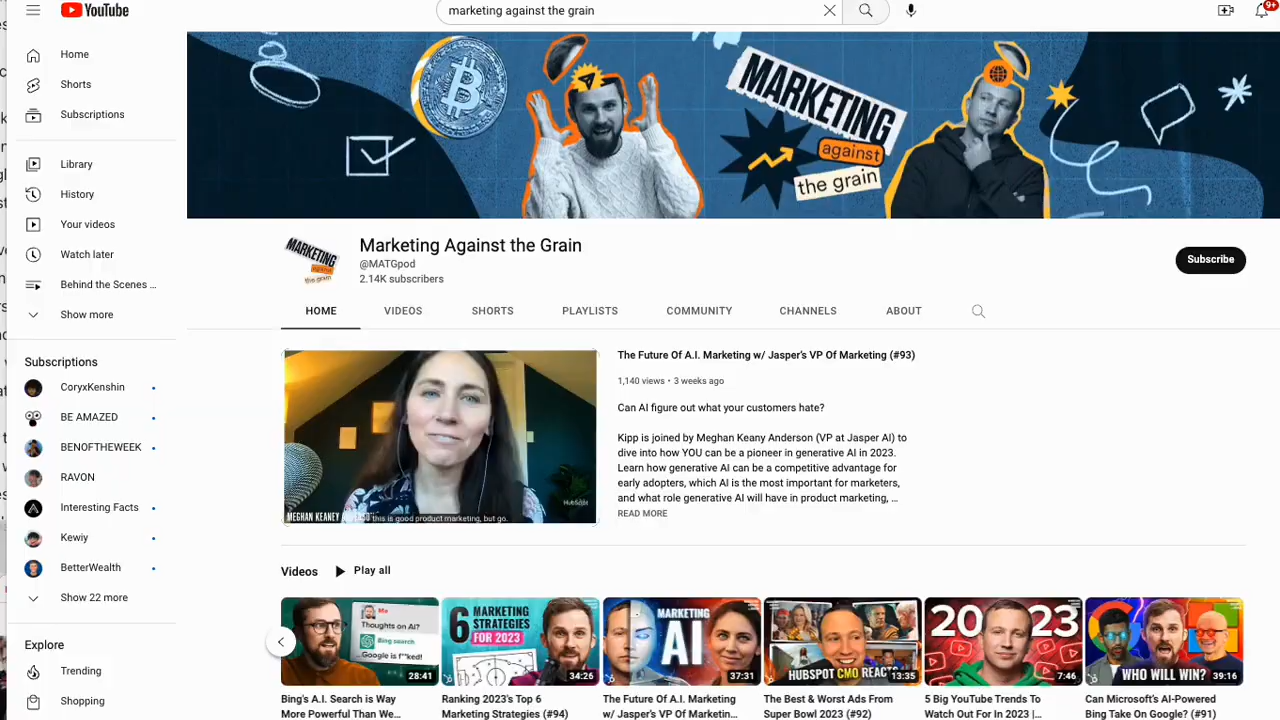 YouTube
marketing against the grain
9+
Home
Shorts
Subscriptions
Library
History
Your videos
Watch later
Behind the Scenes ...
Show more
Subscriptions
CoryxKenshin
BE AMAZED
BENOFTHEWEEK
RAVON
Interesting Facts
Kewiy
BetterWealth
Show 22 more
Explore
Trending
Shopping
MARKETING
against
the grain
MARKETING
against
the grain
Marketing Against the Grain
@MATGpod
2.14K subscribers
Subscribe
HOME
VIDEOS
SHORTS
PLAYLISTS
COMMUNITY
CHANNELS
ABOUT
HubSpot
MEGHAN KEANEY
this is good product marketing, but go.
The Future Of A.I. Marketing w/ Jasper's VP Of Marketing (#93)
1,140 views • 3 weeks ago
Can AI figure out what your customers hate?
Kipp is joined by Meghan Keany Anderson (VP at Jasper AI) to
dive into how YOU can be a pioneer in generative AI in 2023.
Learn how generative AI can be a competitive advantage for
early adopters, which AI is the most important for marketers,
and what role generative AI will have in product marketing, ...
READ MORE
Videos
Play all
Me
Thoughts on AI?
Bing search
Google is f**ked!
28:41
Bing's A.I. Search is Way
More Powerful Than We...
6 MARKETING
STRATEGIES
FOR 2023
34:26
Ranking 2023's Top 6
Marketing Strategies (#94)
MARKETING
AI
37:31
The Future Of A.I. Marketing
w/ Jasper's VP Of Marketin...
HUBSPOT CMO REACTS
13:35
The Best & Worst Ads From
Super Bowl 2023 (#92)
2023
7:46
5 Big YouTube Trends To
Watch Out For In 2023 |...
WHO WILL WIN?
39:16
Can Microsoft's AI-Powered
Bing Take On Google? (#91)